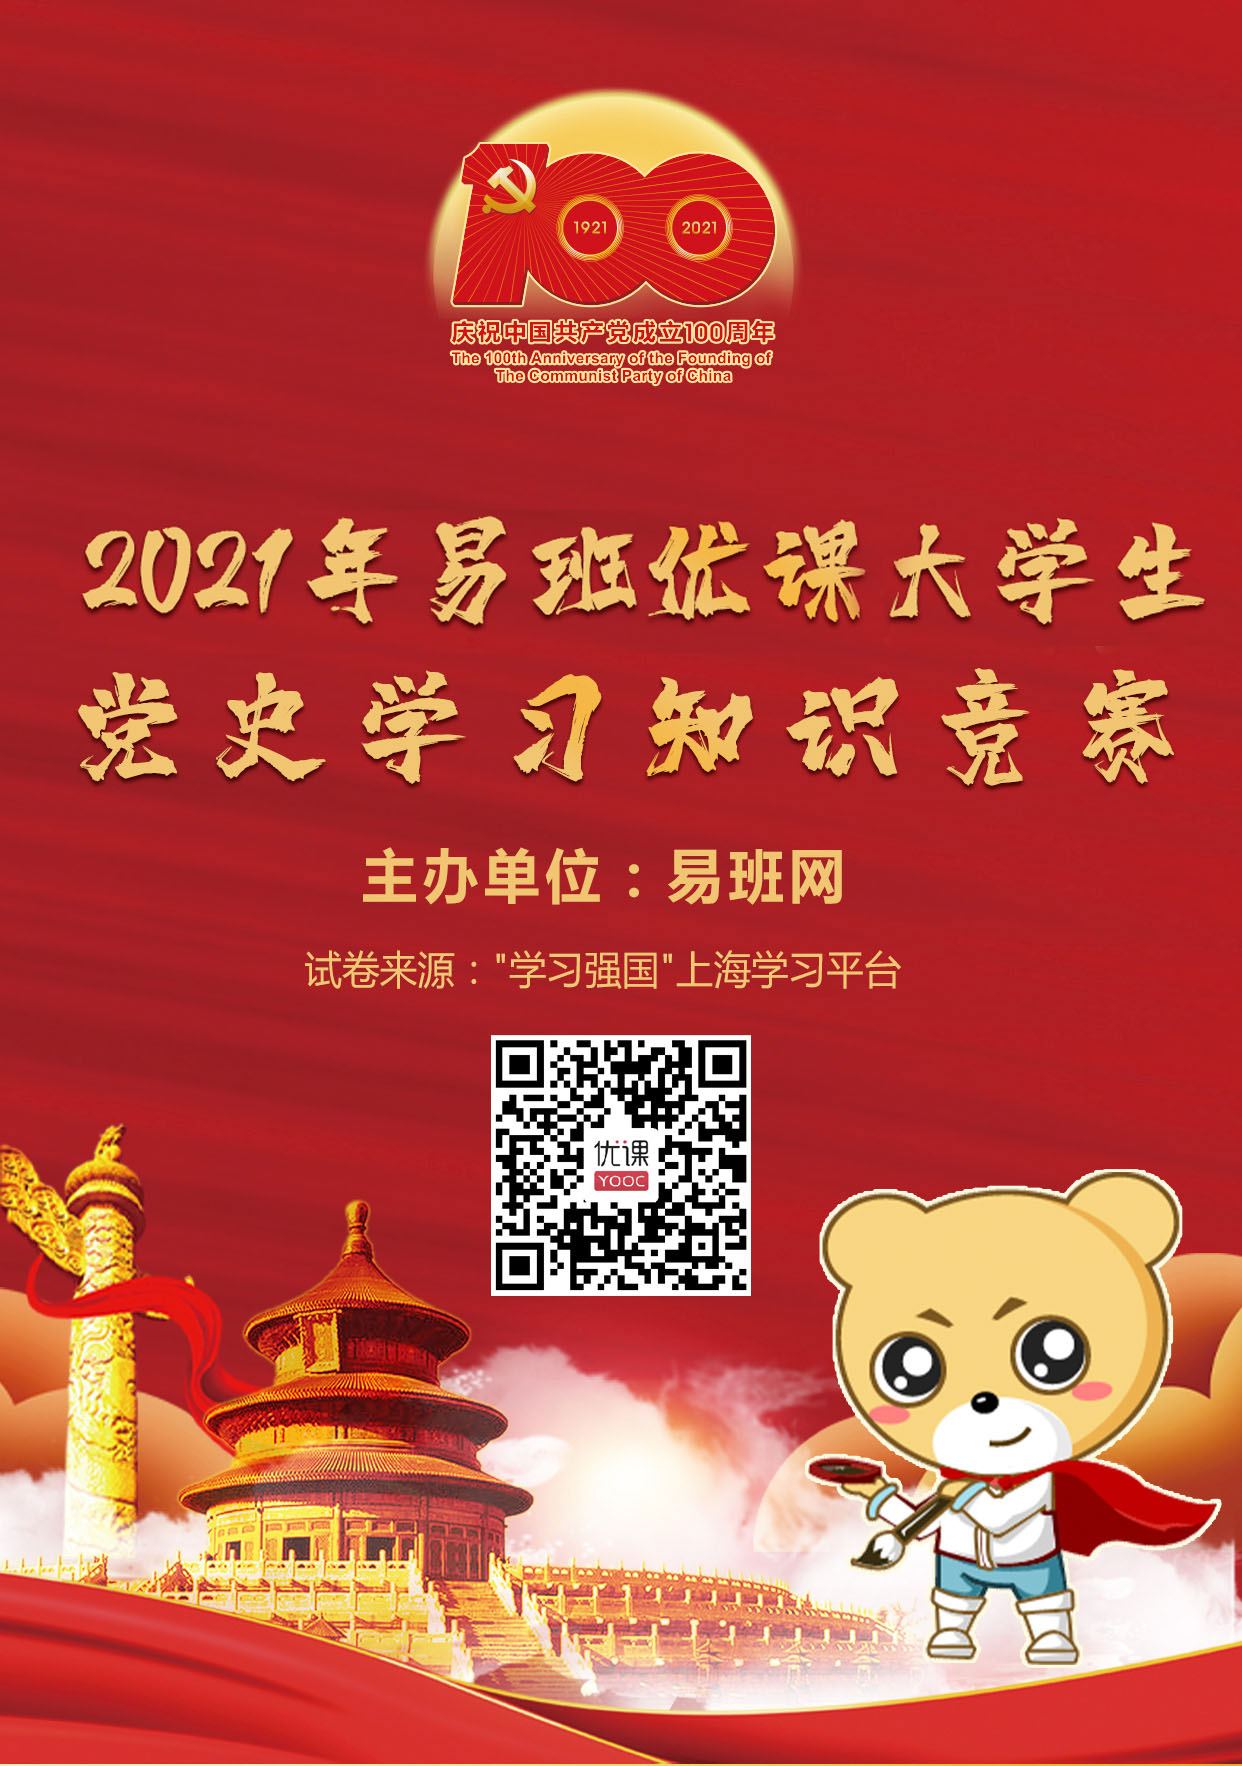 100
1921
2021
庆祝中国共产党成立100周年
The 100th Anniversary of the Founding of
The Communist Party of China
2021年易班优课大学生
党史学习知识竞赛
主办单位：易班网
试卷来源："学习强国"上海学习平台
优课
YOOC